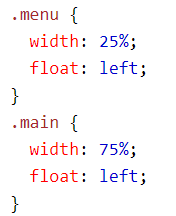 .menu {
  width: 25%;
  float: left;
}
.main {
  width: 75%;
  float: left;
}